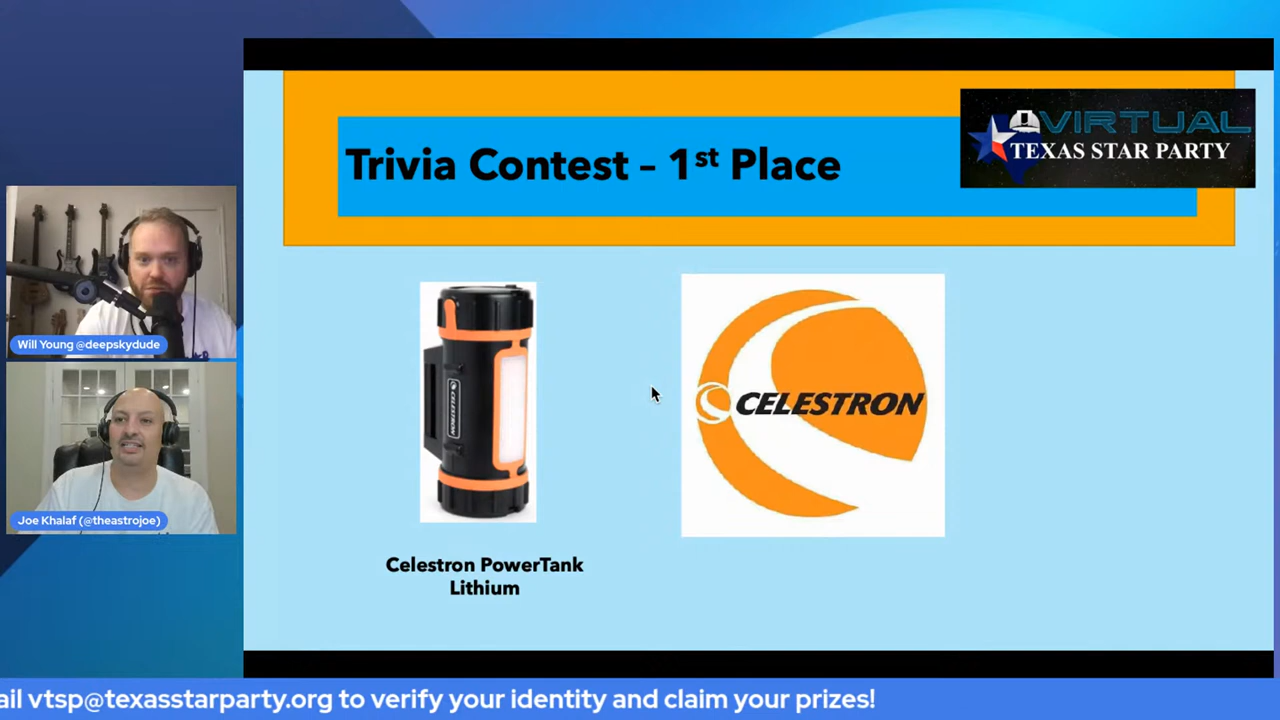 Trivia Contest – 1st Place
VIRTUAL
TEXAS STAR PARTY
Will Young @deepskydude
Joe Khalaf (@theastrojoe)
CELESTRON
CELESTRON
Celestron PowerTank
Lithium
ail vtsp@texasstarparty.org to verify your identity and claim your prizes!